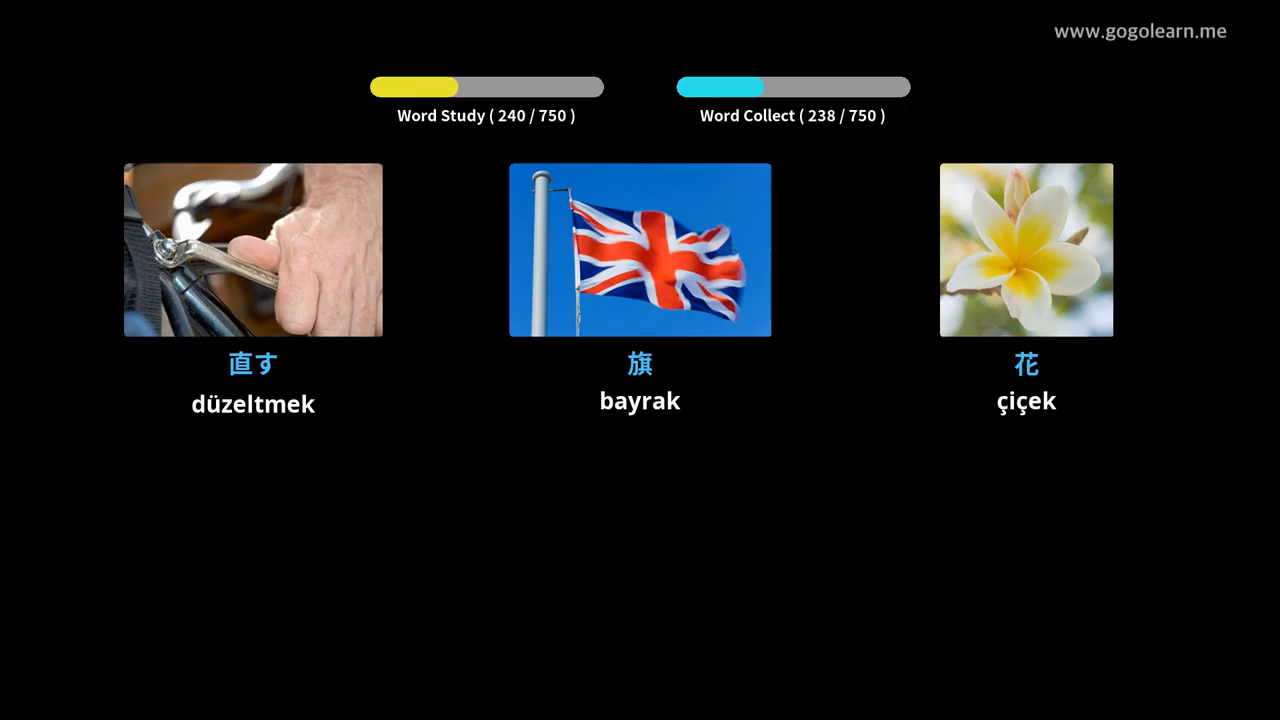 www.gogolearn.me
Word Study ( 240 / 750 )
Word Collect ( 238 / 750 )
直す
旗
花
düzeltmek
bayrak
çiçek